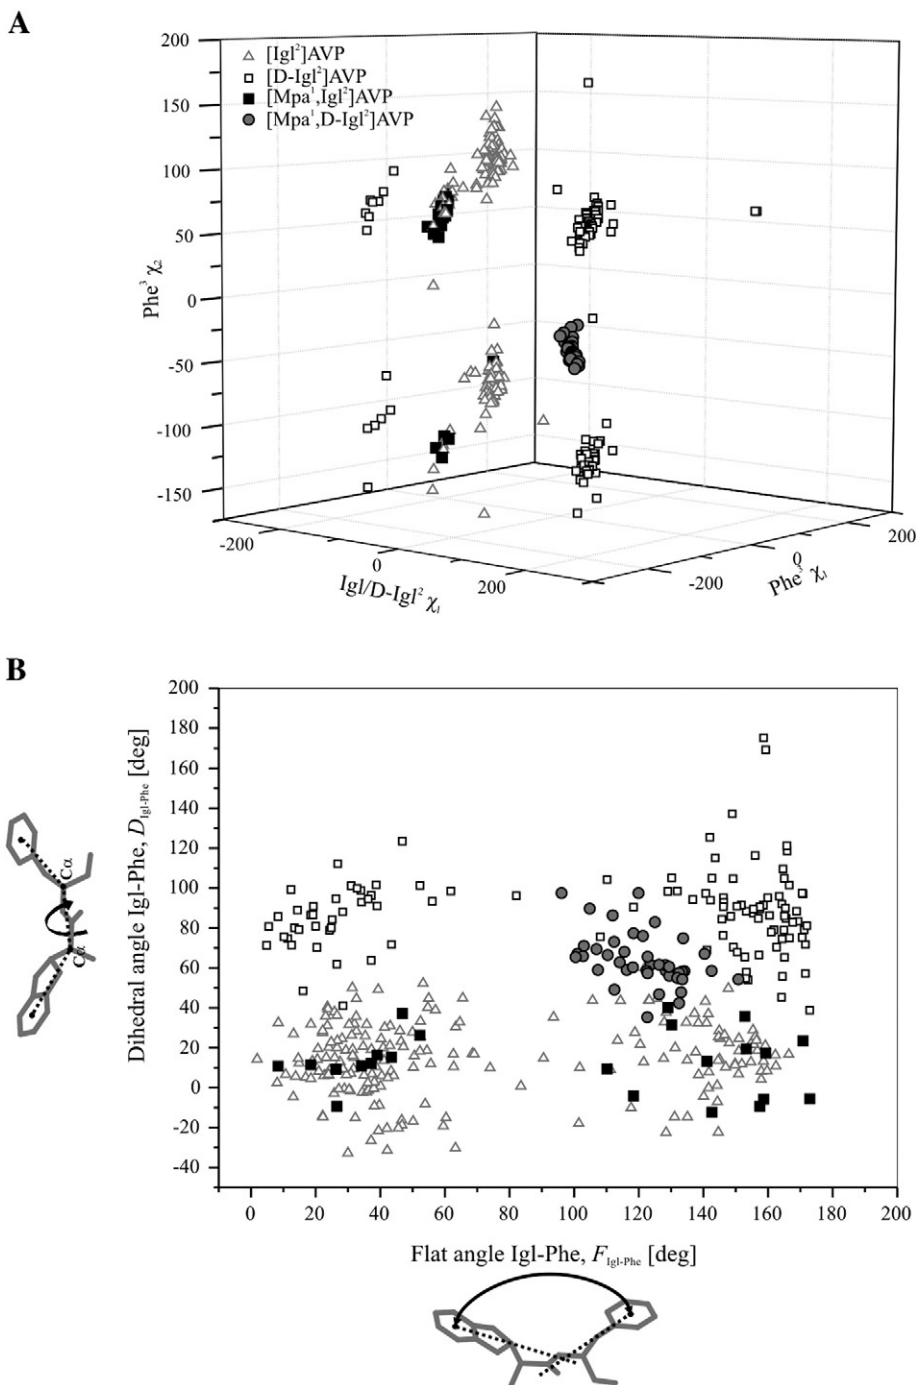 A
200
150
100
50
0
-50
-100
-150
Phe³ χ₂
[Igl²]AVP
[D-Igl²]AVP
[Mpa¹,Igl²]AVP
[Mpa¹,D-Igl²]AVP
-200
0
200
Igl/D-Igl² χ₁
-200
0
200
Phe³ χ₁
B
200
180
160
140
120
100
80
60
40
20
0
-20
-40
Dihedral angle Igl-Phe, D Igl-Phe [deg]
Cα
Cα
0 20 40 60 80 100 120 140 160 180 200
Flat angle Igl-Phe, F Igl-Phe [deg]